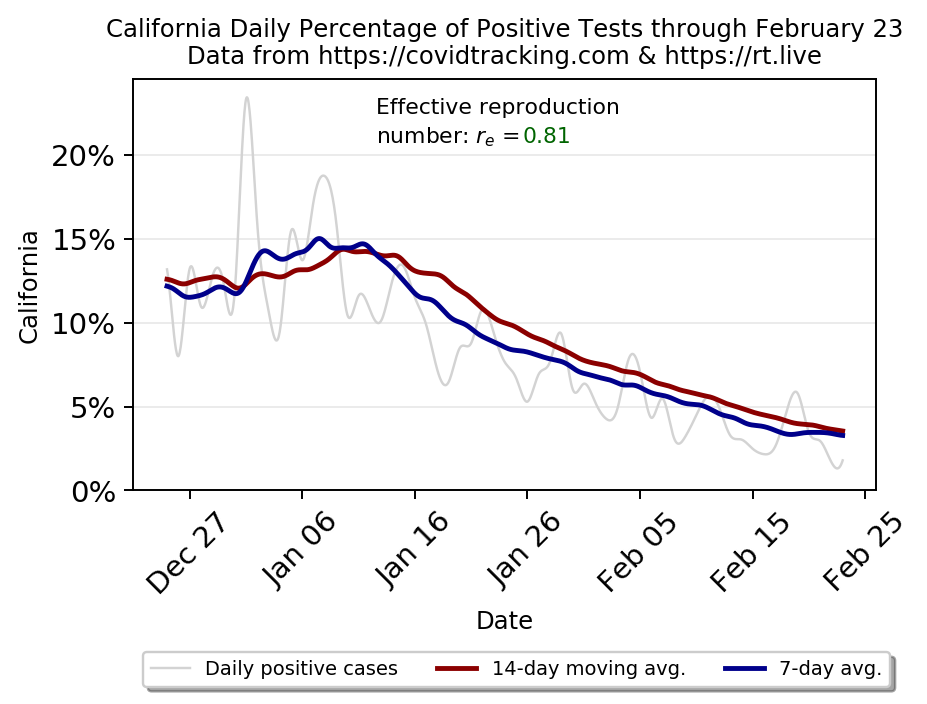 California Daily Percentage of Positive Tests through February 23
Data from https://covidtracking.com & https://rt.live
Effective reproduction
number: rₑ =0.81
20%
15%
10%
5%
0%
California
Dec 27
Jan 06
Jan 16
Jan 26
Feb 05
Feb 15
Feb 25
Date
Daily positive cases
14-day moving avg.
7-day avg.